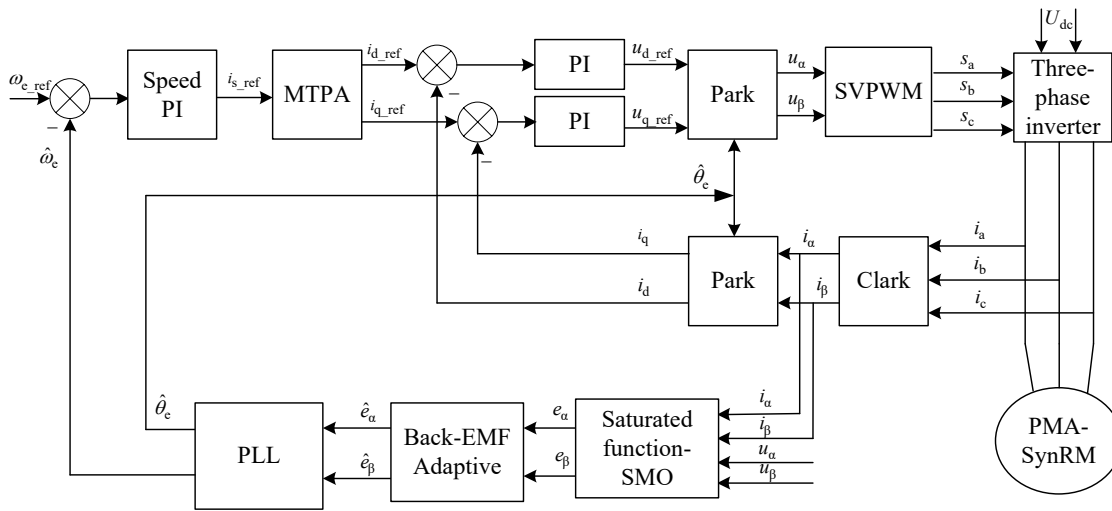 U_dc
ω_e_ref
Speed
PI
i_s_ref
MTPA
i_d_ref
i_q_ref
−
−
−
PI
PI
u_d_ref
u_q_ref
Park
u_α
u_β
SVPWM
s_a
s_b
s_c
Three-
phase
inverter
ω̂_e
θ̂_e
i_q
i_d
Park
i_α
i_β
Clark
i_a
i_b
i_c
θ̂_e
PLL
ê_α
ê_β
Back-EMF
Adaptive
e_α
e_β
Saturated
function-
SMO
i_α
i_β
u_α
u_β
PMA-
SynRM